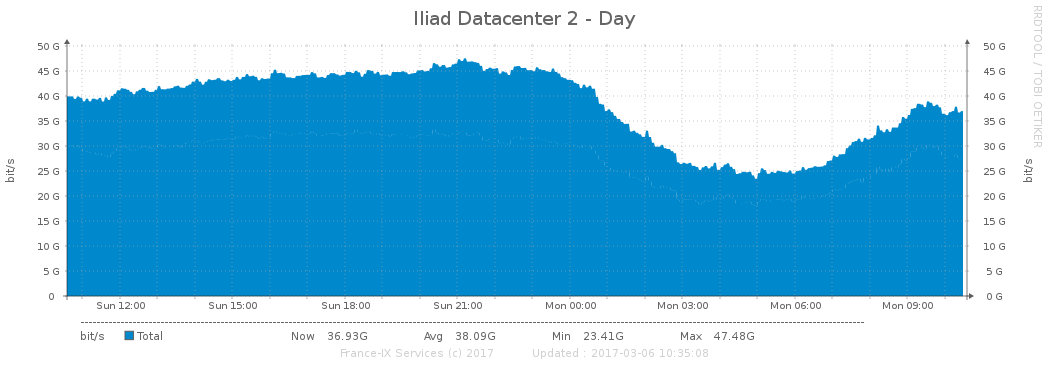 Iliad Datacenter 2 - Day
RRDTOOL / TOBI OETIKER
50 G 50 G
45 G 45 G
40 G 40 G
35 G 35 G
30 G 30 G
25 G 25 G
20 G 20 G
15 G 15 G
10 G 10 G
5 G 5 G
0 0 G
bit/s bit/s
Sun 12:00 Sun 15:00 Sun 18:00 Sun 21:00 Mon 00:00 Mon 03:00 Mon 06:00 Mon 09:00
bit/s Total Now 36.93G Avg 38.09G Min 23.41G Max 47.48G
France-IX Services (c) 2017 Updated : 2017-03-06 10:35:08